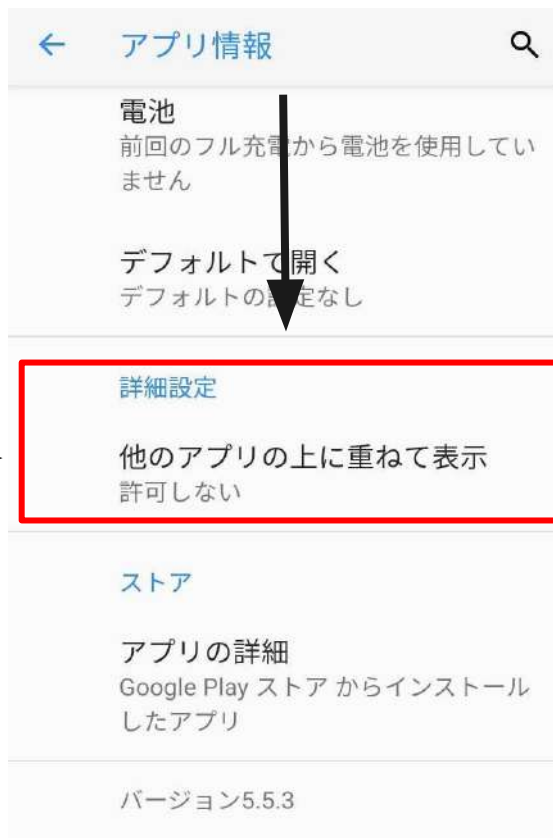 アプリ情報
電池
前回のフル充電から電池を使用してい
ません
デフォルトで開く
デフォルトの設定なし
詳細設定
他のアプリの上に重ねて表示
許可しない
ストア
アプリの詳細
Google Play ストア からインストール
したアプリ
バージョン5.5.3